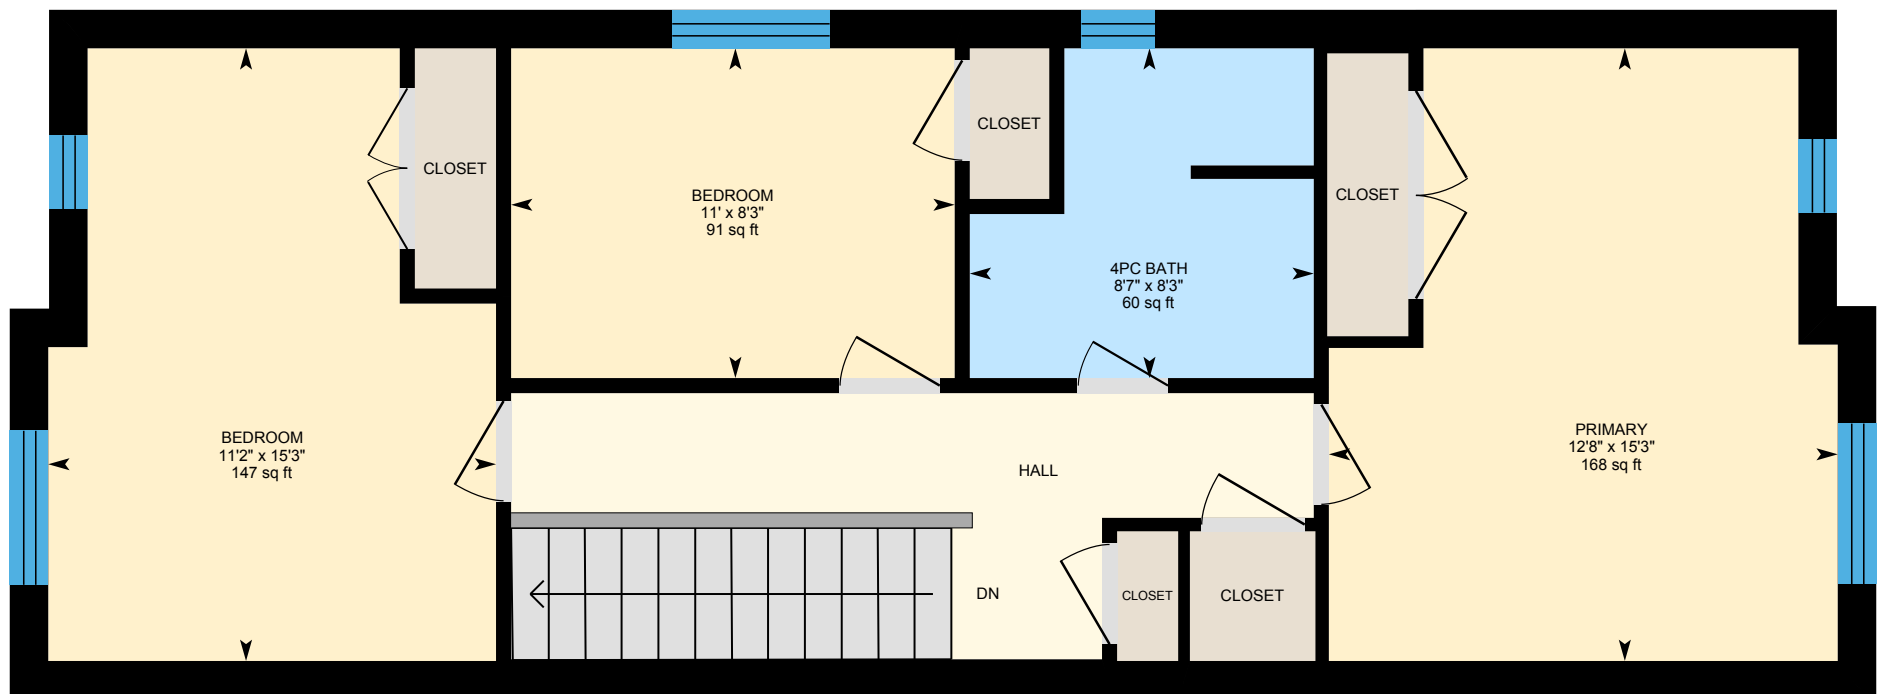 CLOSET
BEDROOM
11'2" x 15'3"
147 sq ft
BEDROOM
11' x 8'3"
91 sq ft
CLOSET
4PC BATH
8'7" x 8'3"
60 sq ft
CLOSET
PRIMARY
12'8" x 15'3"
168 sq ft
HALL
DN
CLOSET
CLOSET